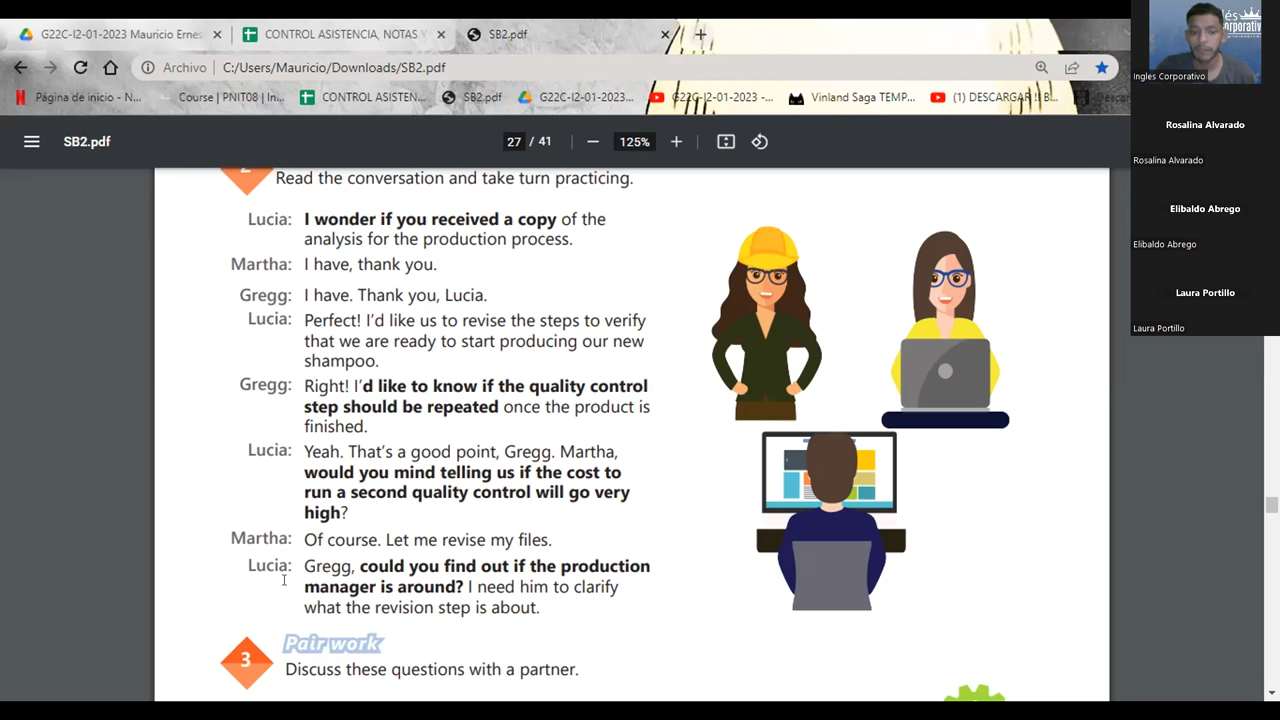 G22C-I2-01-2023 Mauricio Ernes
CONTROL ASISTENCIA, NOTAS Y
SB2.pdf
Archivo
C:/Users/Mauricio/Downloads/SB2.pdf
Página de inicio - N...
Course | PNIT08 | In...
CONTROL ASISTEN...
SB2.pdf
G22C-I2-01-2023...
G22C-I2-01-2023 -...
Vinland Saga TEMP...
(1) DESCARGAR !! B...
SB2.pdf
27 / 41
125%
Read the conversation and take turn practicing.
Lucia: I wonder if you received a copy of the
analysis for the production process.
Martha: I have, thank you.
Gregg: I have. Thank you, Lucia.
Lucia: Perfect! I'd like us to revise the steps to verify
that we are ready to start producing our new
shampoo.
Gregg: Right! I'd like to know if the quality control
step should be repeated once the product is
finished.
Lucia: Yeah. That's a good point, Gregg. Martha,
would you mind telling us if the cost to
run a second quality control will go very
high?
Martha: Of course. Let me revise my files.
Lucia: Gregg, could you find out if the production
manager is around? I need him to clarify
what the revision step is about.
Pair work
3
Discuss these questions with a partner.
Ingles Corporativo
Rosalina Alvarado
Rosalina Alvarado
Elibaldo Abrego
Elibaldo Abrego
Laura Portillo
Laura Portillo